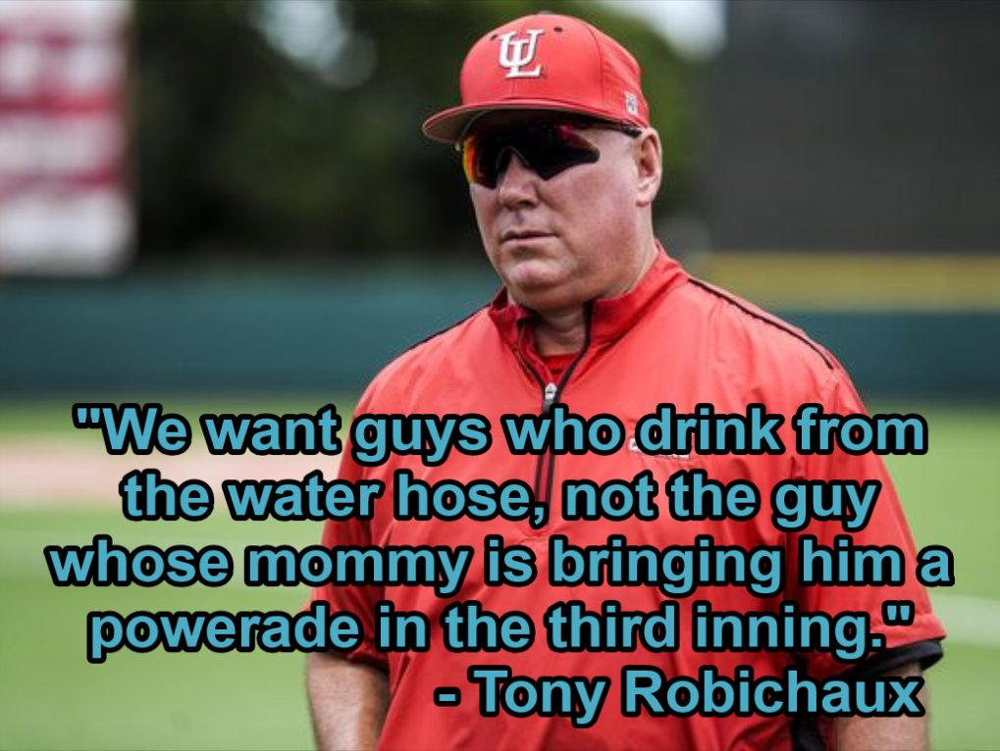 UL
"We want guys who drink from
the water hose, not the guy
whose mommy is bringing him a
powerade in the third inning."
- Tony Robichaux